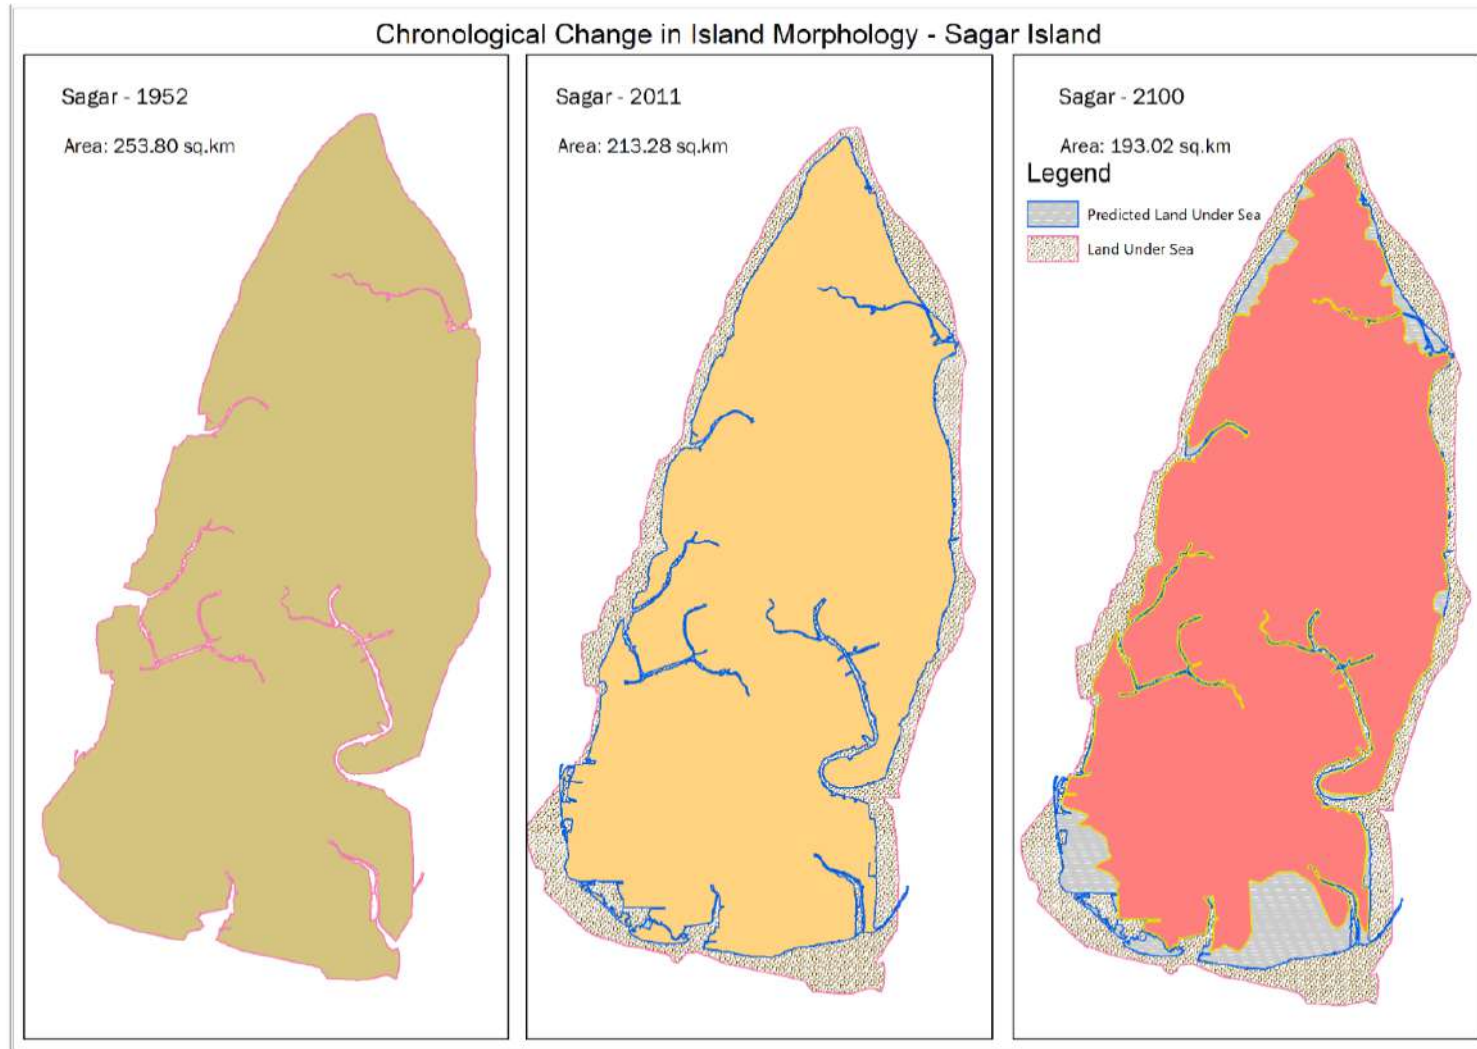 Chronological Change in Island Morphology - Sagar Island
Sagar - 1952
Area: 253.80 sq.km
Sagar - 2011
Area: 213.28 sq.km
Sagar - 2100
Area: 193.02 sq.km
Legend
Predicted Land Under Sea
Land Under Sea